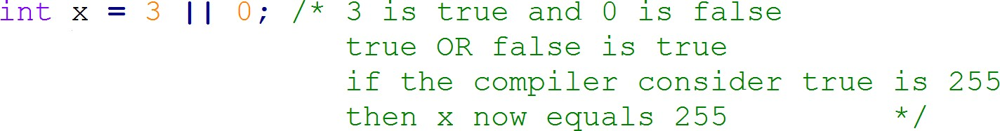 int x = 3 || 0; /* 3 is true and 0 is false
true OR false is true
if the compiler consider true is 255
then x now equals 255 */